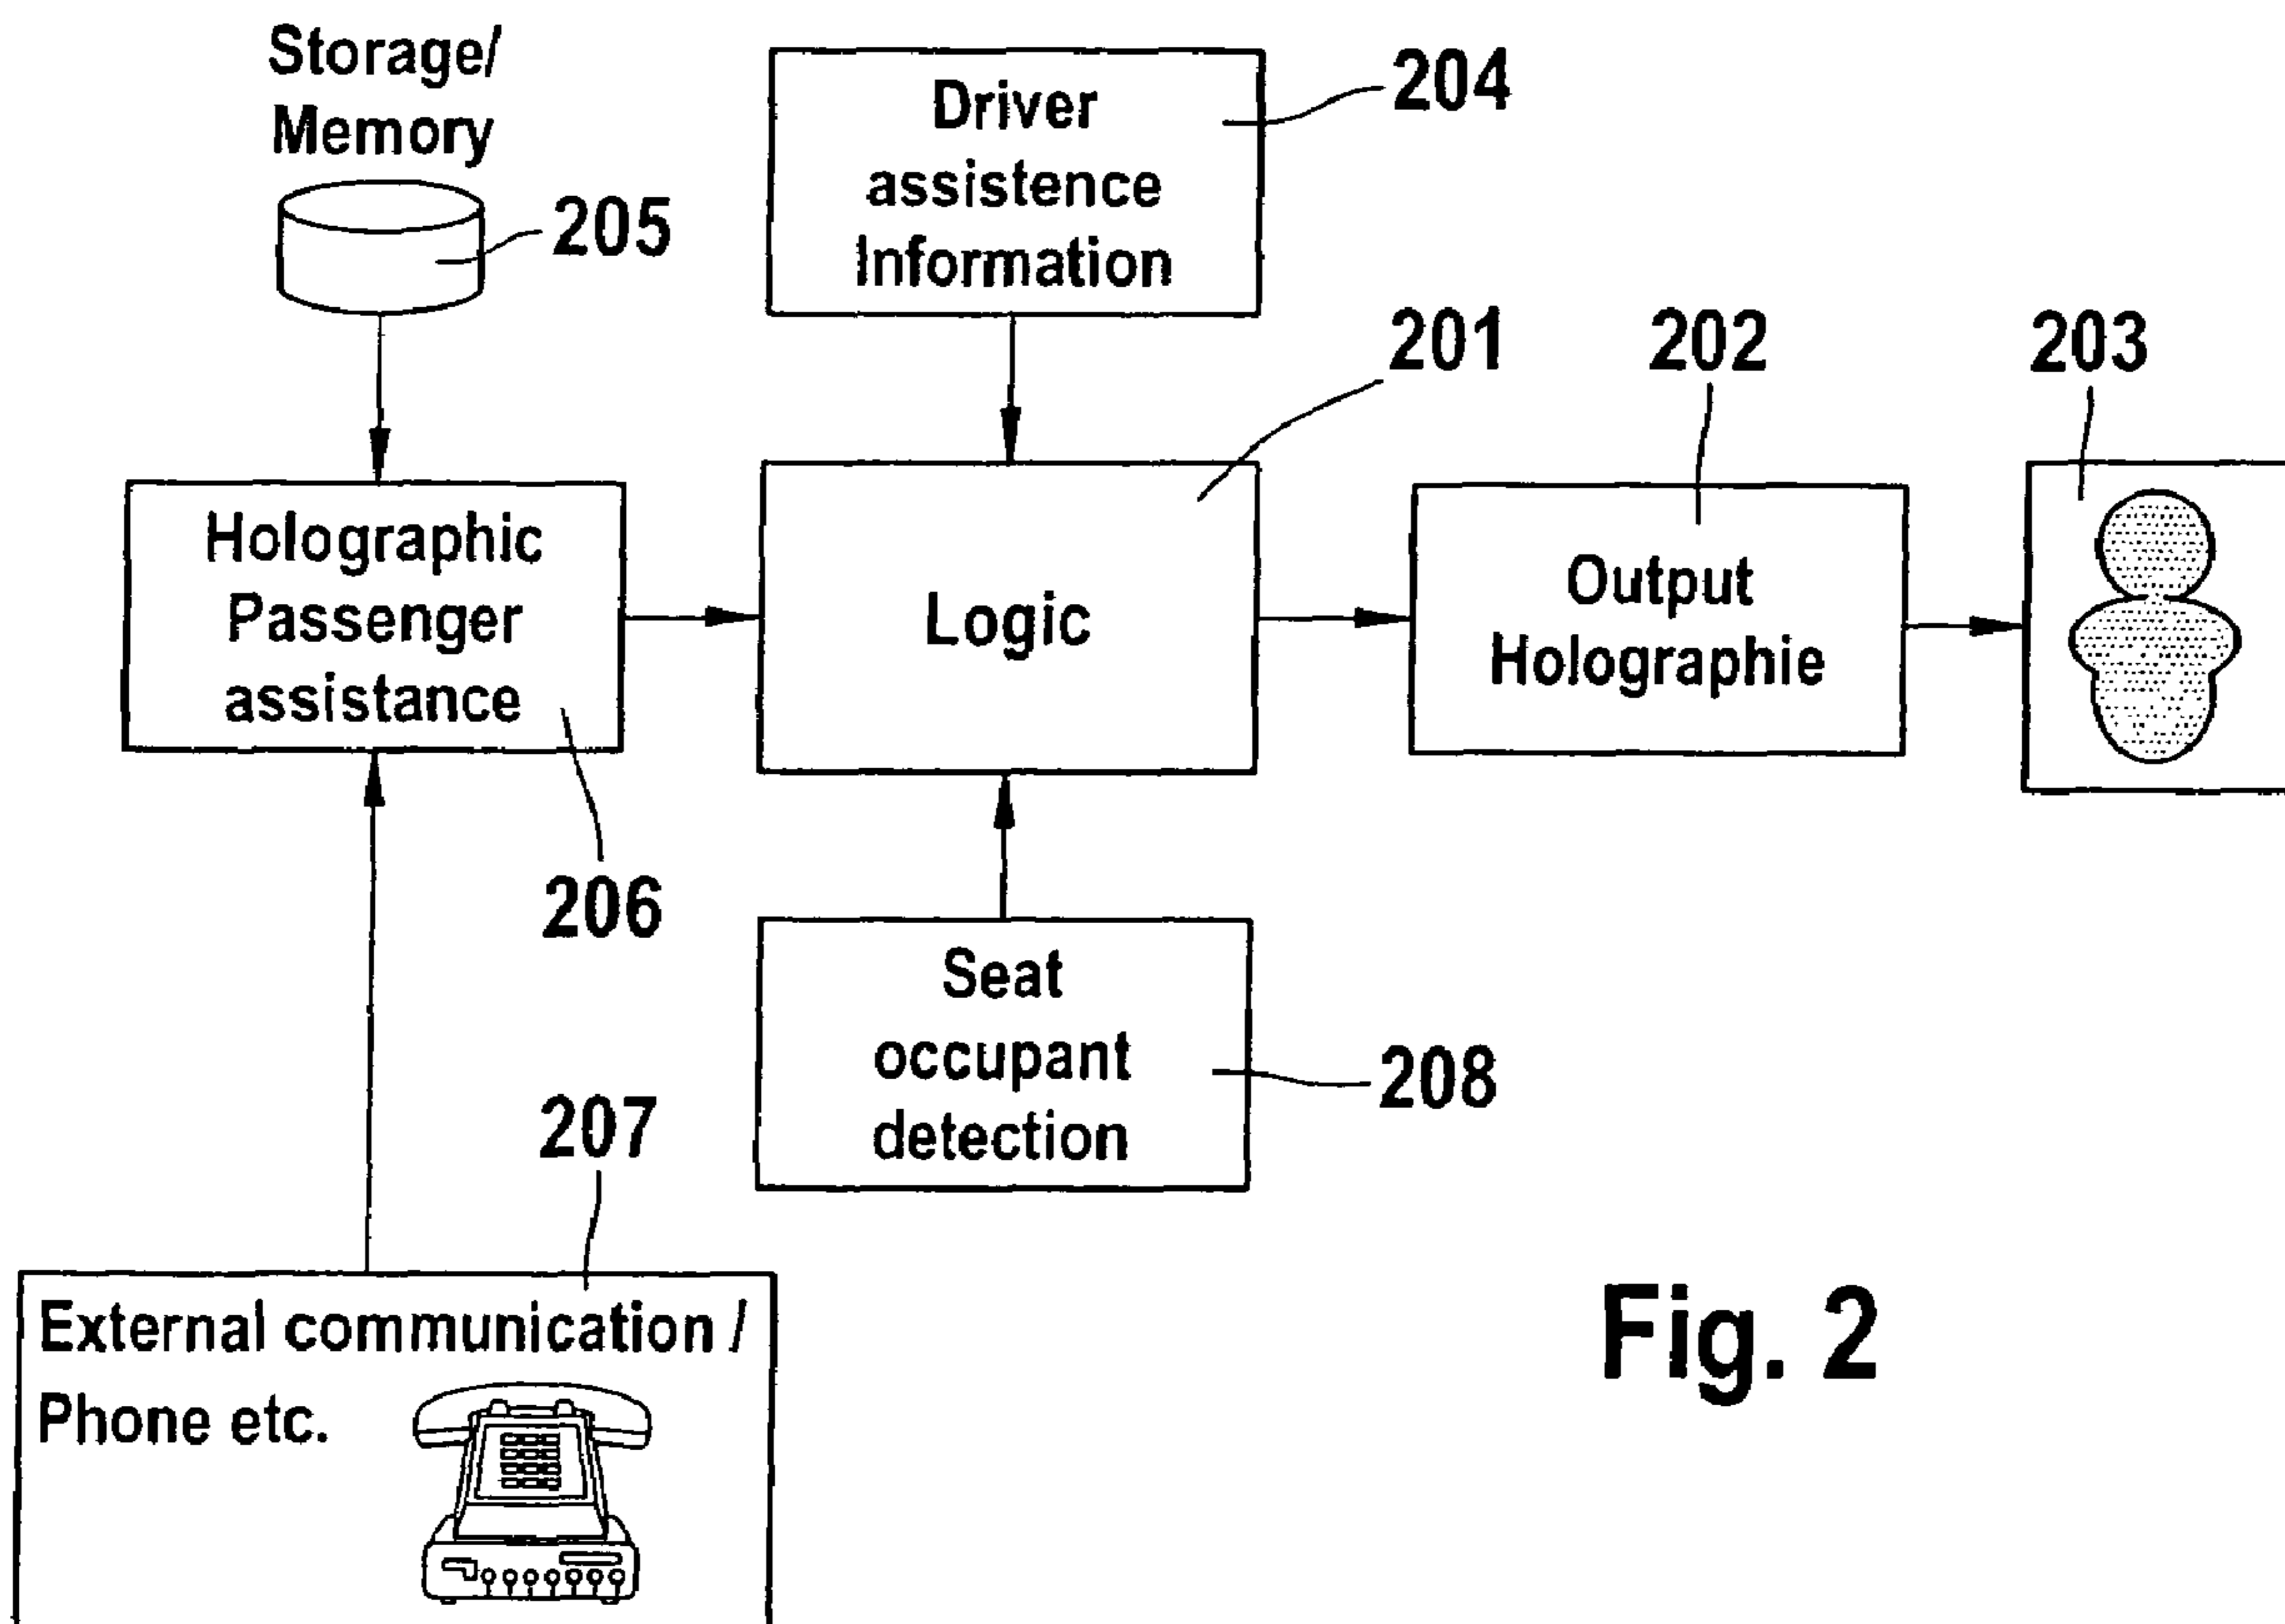 Storage/
Memory
205
Driver
assistence
Information
204
201
202
203
Holographic
Passenger
assistance
206
Logic
Output
Holographie
Seat
occupant
detection
208
207
External communication /
Phone etc.
Fig. 2